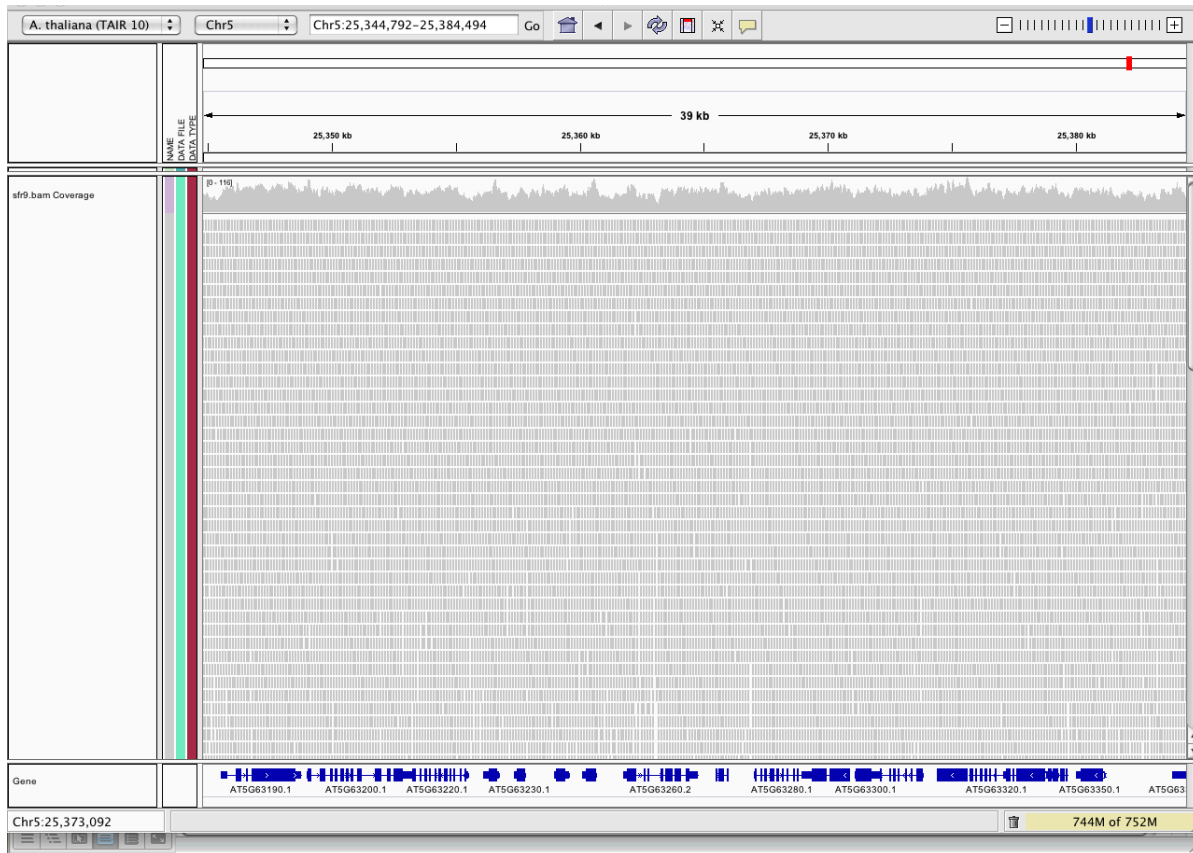 A. thaliana (TAIR 10) Chr5 Chr5:25,344,792-25,384,494 Go
NAME
DATA FILE
DATA TYPE
39 kb
25,350 kb 25,360 kb 25,370 kb 25,380 kb
sfr9.bam Coverage
[0 - 116]
Gene
AT5G63190.1 AT5G63200.1 AT5G63220.1 AT5G63230.1 AT5G63260.2 AT5G63280.1 AT5G63300.1 AT5G63320.1 AT5G63350.1 AT5G63
Chr5:25,373,092 744M of 752M